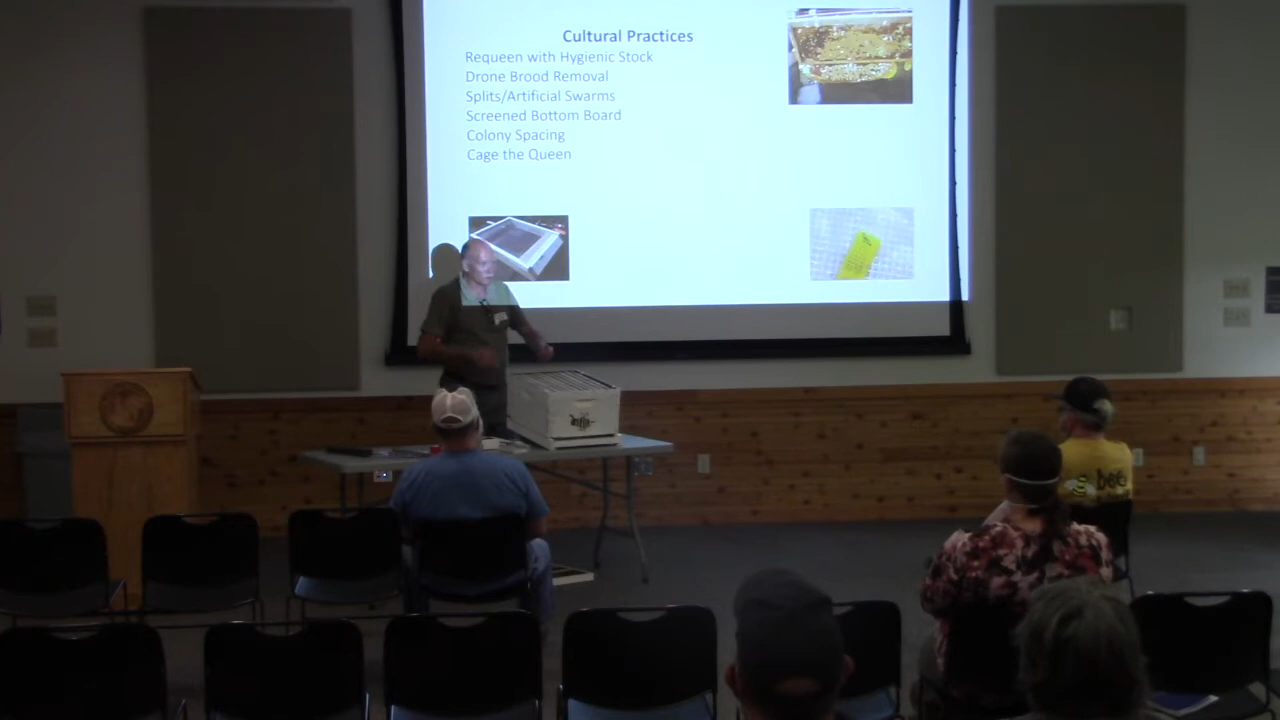 Cultural Practices
Requeen with Hygienic Stock
Drone Brood Removal
Splits/Artificial Swarms
Screened Bottom Board
Colony Spacing
Cage the Queen
bee